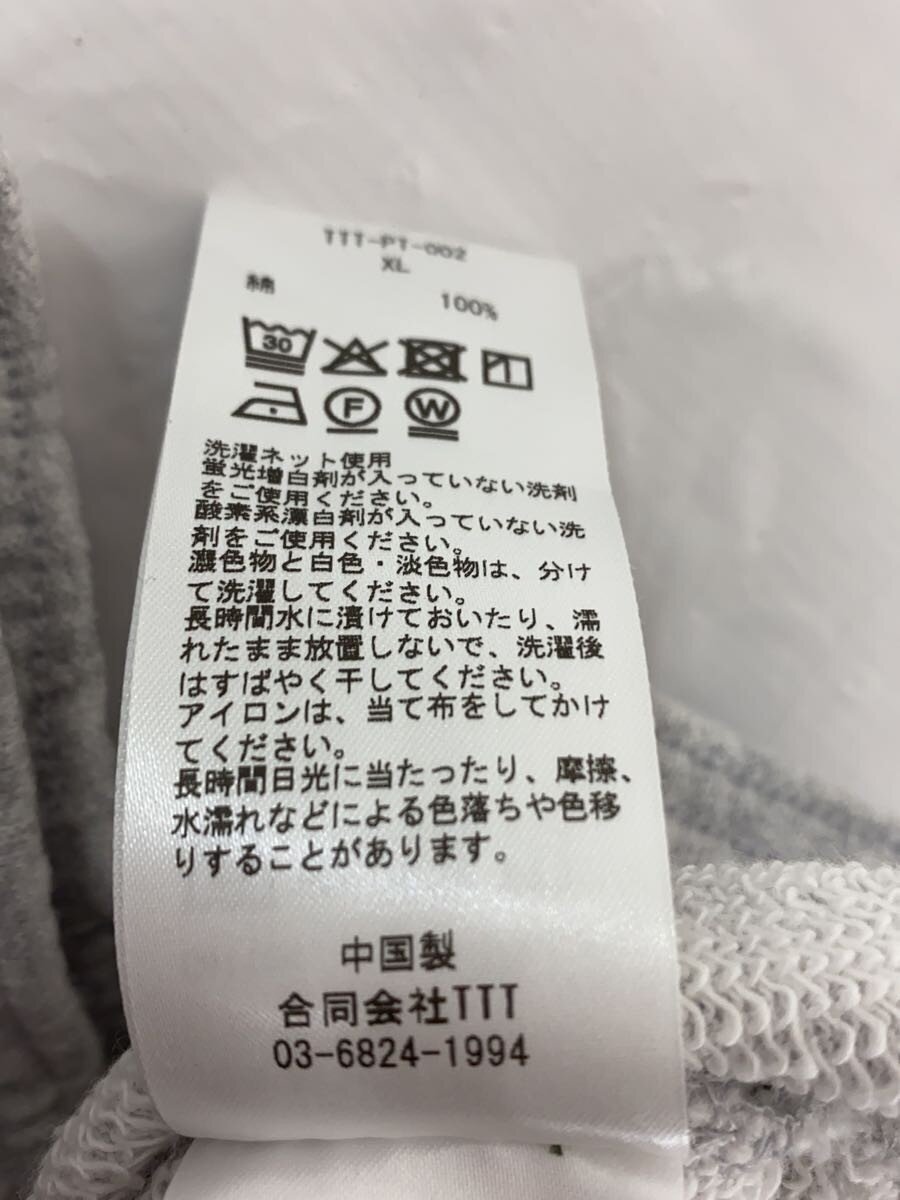 TTT-PT-002
XL
綿 100%
30
F W
洗濯ネット使用
蛍光増白剤が入っていない洗剤
をご使用ください。
酸素系漂白剤が入っていない洗
剤をご使用ください。
濃色物と白色・淡色物は、分け
て洗濯してください。
長時間水に漬けておいたり、濡
れたまま放置しないで、洗濯後
はすばやく干してください。
アイロンは、当て布をしてかけ
てください。
長時間日光に当たったり、摩擦、
水濡れなどによる色落ちや色移
りすることがあります。
中国製
合同会社TTT
03-6824-1994